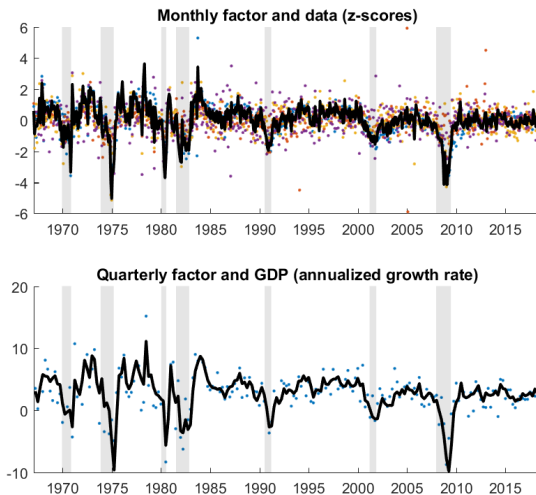 Monthly factor and data (z-scores)
6
4
2
0
-2
-4
-6
1970 1975 1980 1985 1990 1995 2000 2005 2010 2015
Quarterly factor and GDP (annualized growth rate)
20
10
0
-10
1970 1975 1980 1985 1990 1995 2000 2005 2010 2015